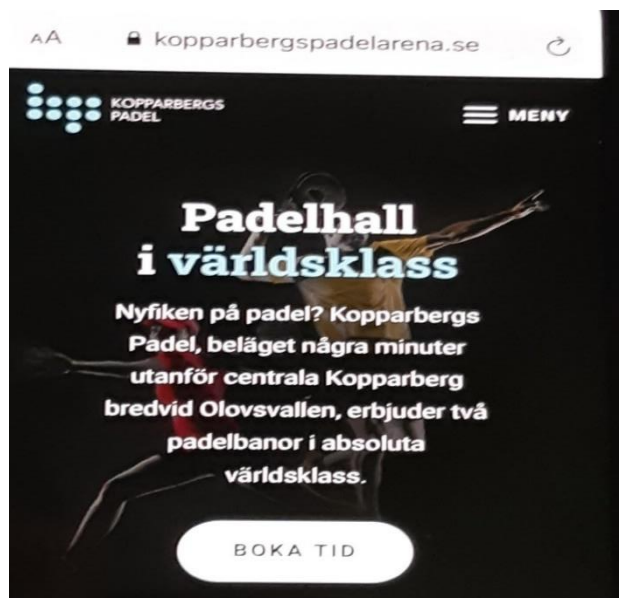 AA kopparbergspadelarena.se
KOPPARBERGS
PADEL
MENY
Padelhall
i världsklass
Nyfiken på padel? Kopparbergs
Padel, beläget några minuter
utanför centrala Kopparberg
bredvid Olovsvallen, erbjuder två
padelbanor i absoluta
världsklass.
BOKA TID